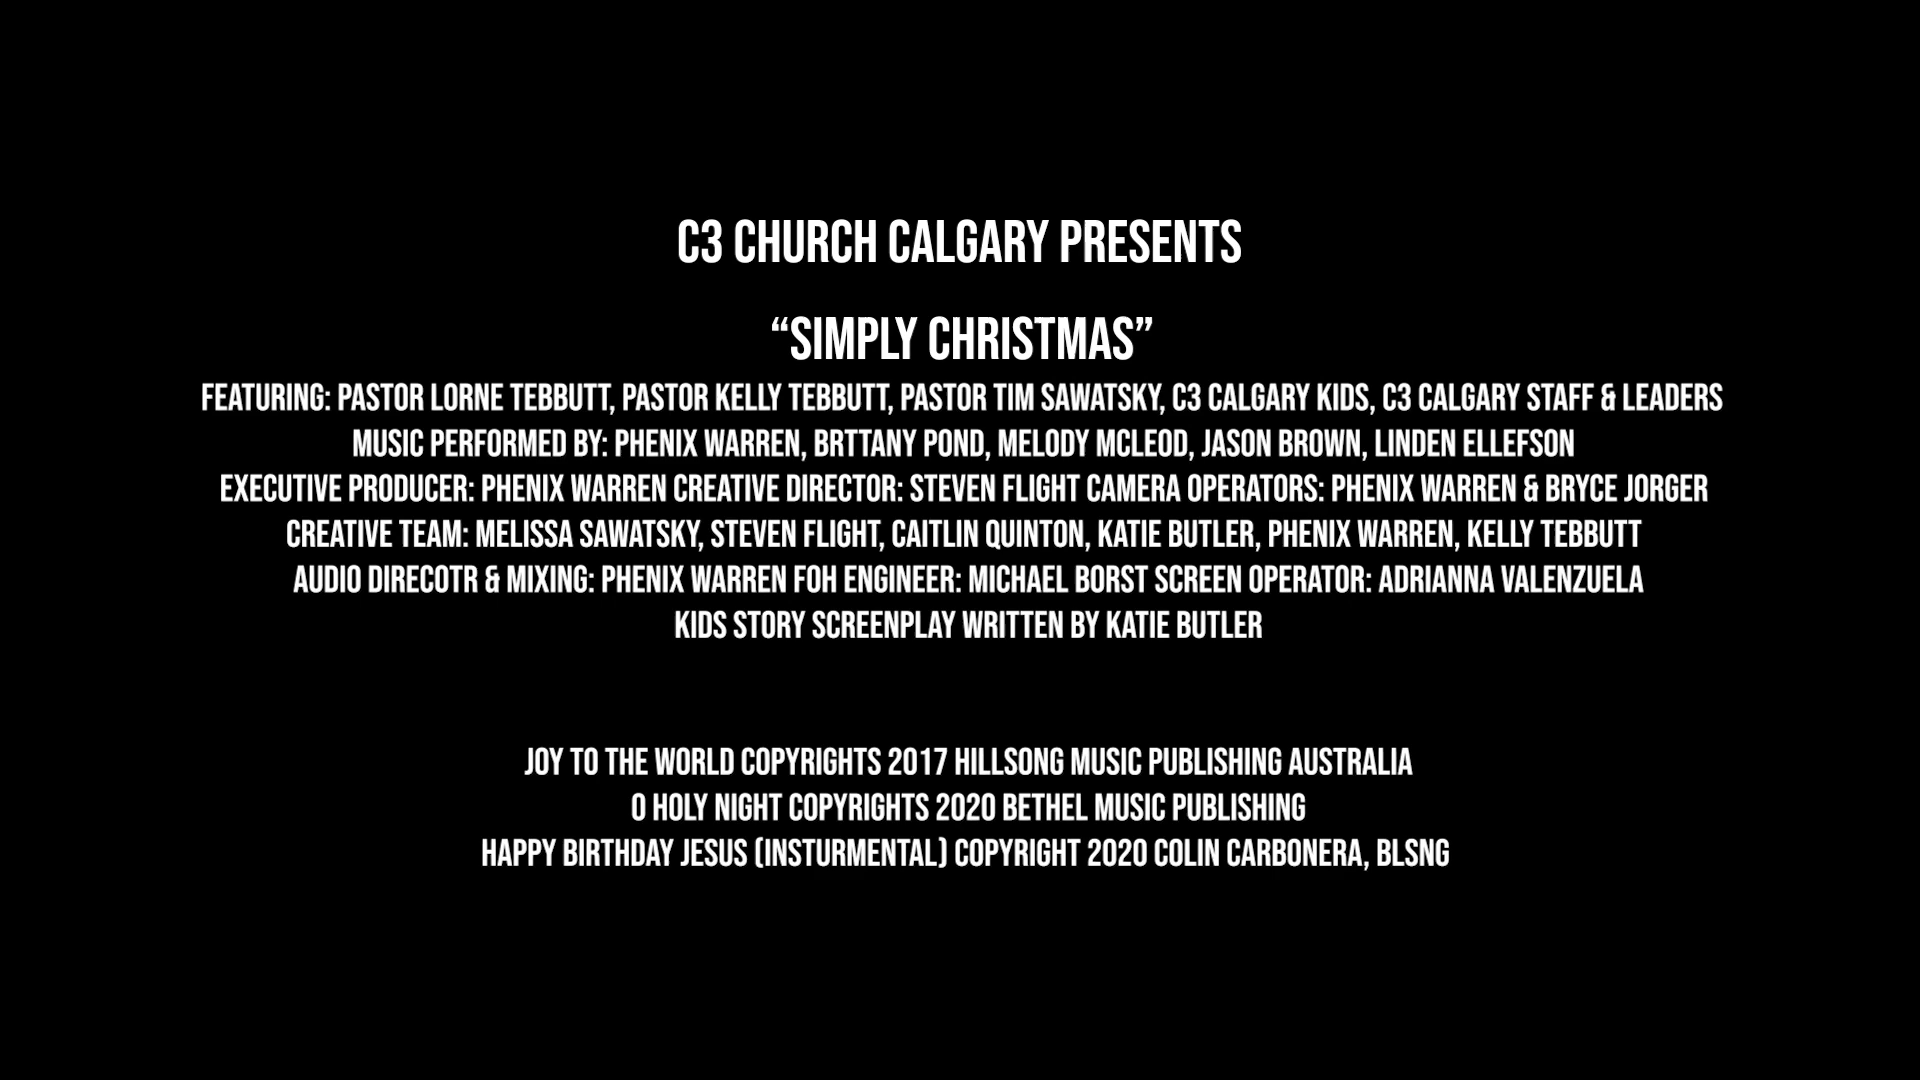 C3 CHURCH CALGARY PRESENTS
“SIMPLY CHRISTMAS”
FEATURING: PASTOR LORNE TEBBUTT, PASTOR KELLY TEBBUTT, PASTOR TIM SAWATSKY, C3 CALGARY KIDS, C3 CALGARY STAFF & LEADERS
MUSIC PERFORMED BY: PHENIX WARREN, BRTTANY POND, MELODY MCLEOD, JASON BROWN, LINDEN ELLEFSON
EXECUTIVE PRODUCER: PHENIX WARREN CREATIVE DIRECTOR: STEVEN FLIGHT CAMERA OPERATORS: PHENIX WARREN & BRYCE JORGER
CREATIVE TEAM: MELISSA SAWATSKY, STEVEN FLIGHT, CAITLIN QUINTON, KATIE BUTLER, PHENIX WARREN, KELLY TEBBUTT
AUDIO DIRECOTR & MIXING: PHENIX WARREN FOH ENGINEER: MICHAEL BORST SCREEN OPERATOR: ADRIANNA VALENZUELA
KIDS STORY SCREENPLAY WRITTEN BY KATIE BUTLER
JOY TO THE WORLD COPYRIGHTS 2017 HILLSONG MUSIC PUBLISHING AUSTRALIA
O HOLY NIGHT COPYRIGHTS 2020 BETHEL MUSIC PUBLISHING
HAPPY BIRTHDAY JESUS (INSTURMENTAL) COPYRIGHT 2020 COLIN CARBONERA, BLSNG